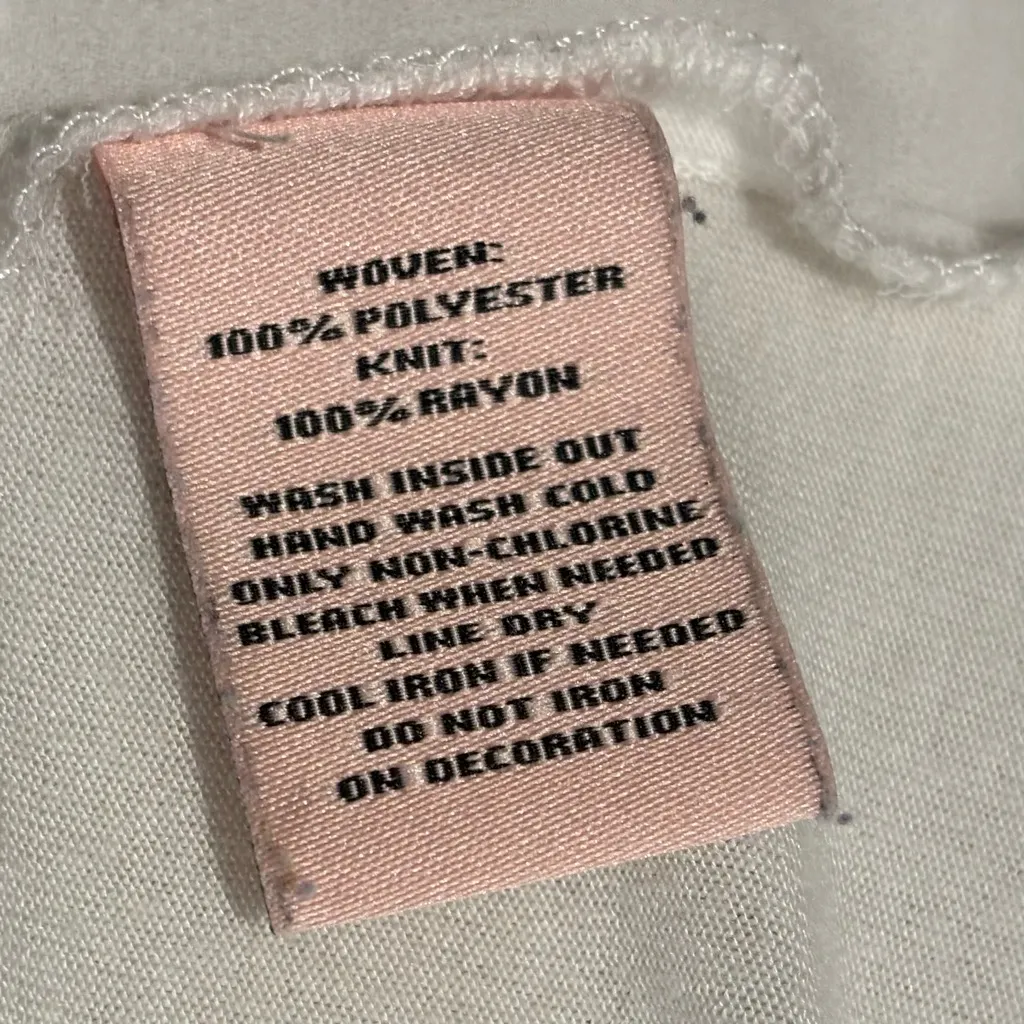 WOVEN:
100% POLYESTER
KNIT:
100% RAYON
WASH INSIDE OUT
HAND WASH COLD
ONLY NON-CHLORINE
BLEACH WHEN NEEDED
LINE DRY
COOL IRON IF NEEDED
DO NOT IRON
ON DECORATION